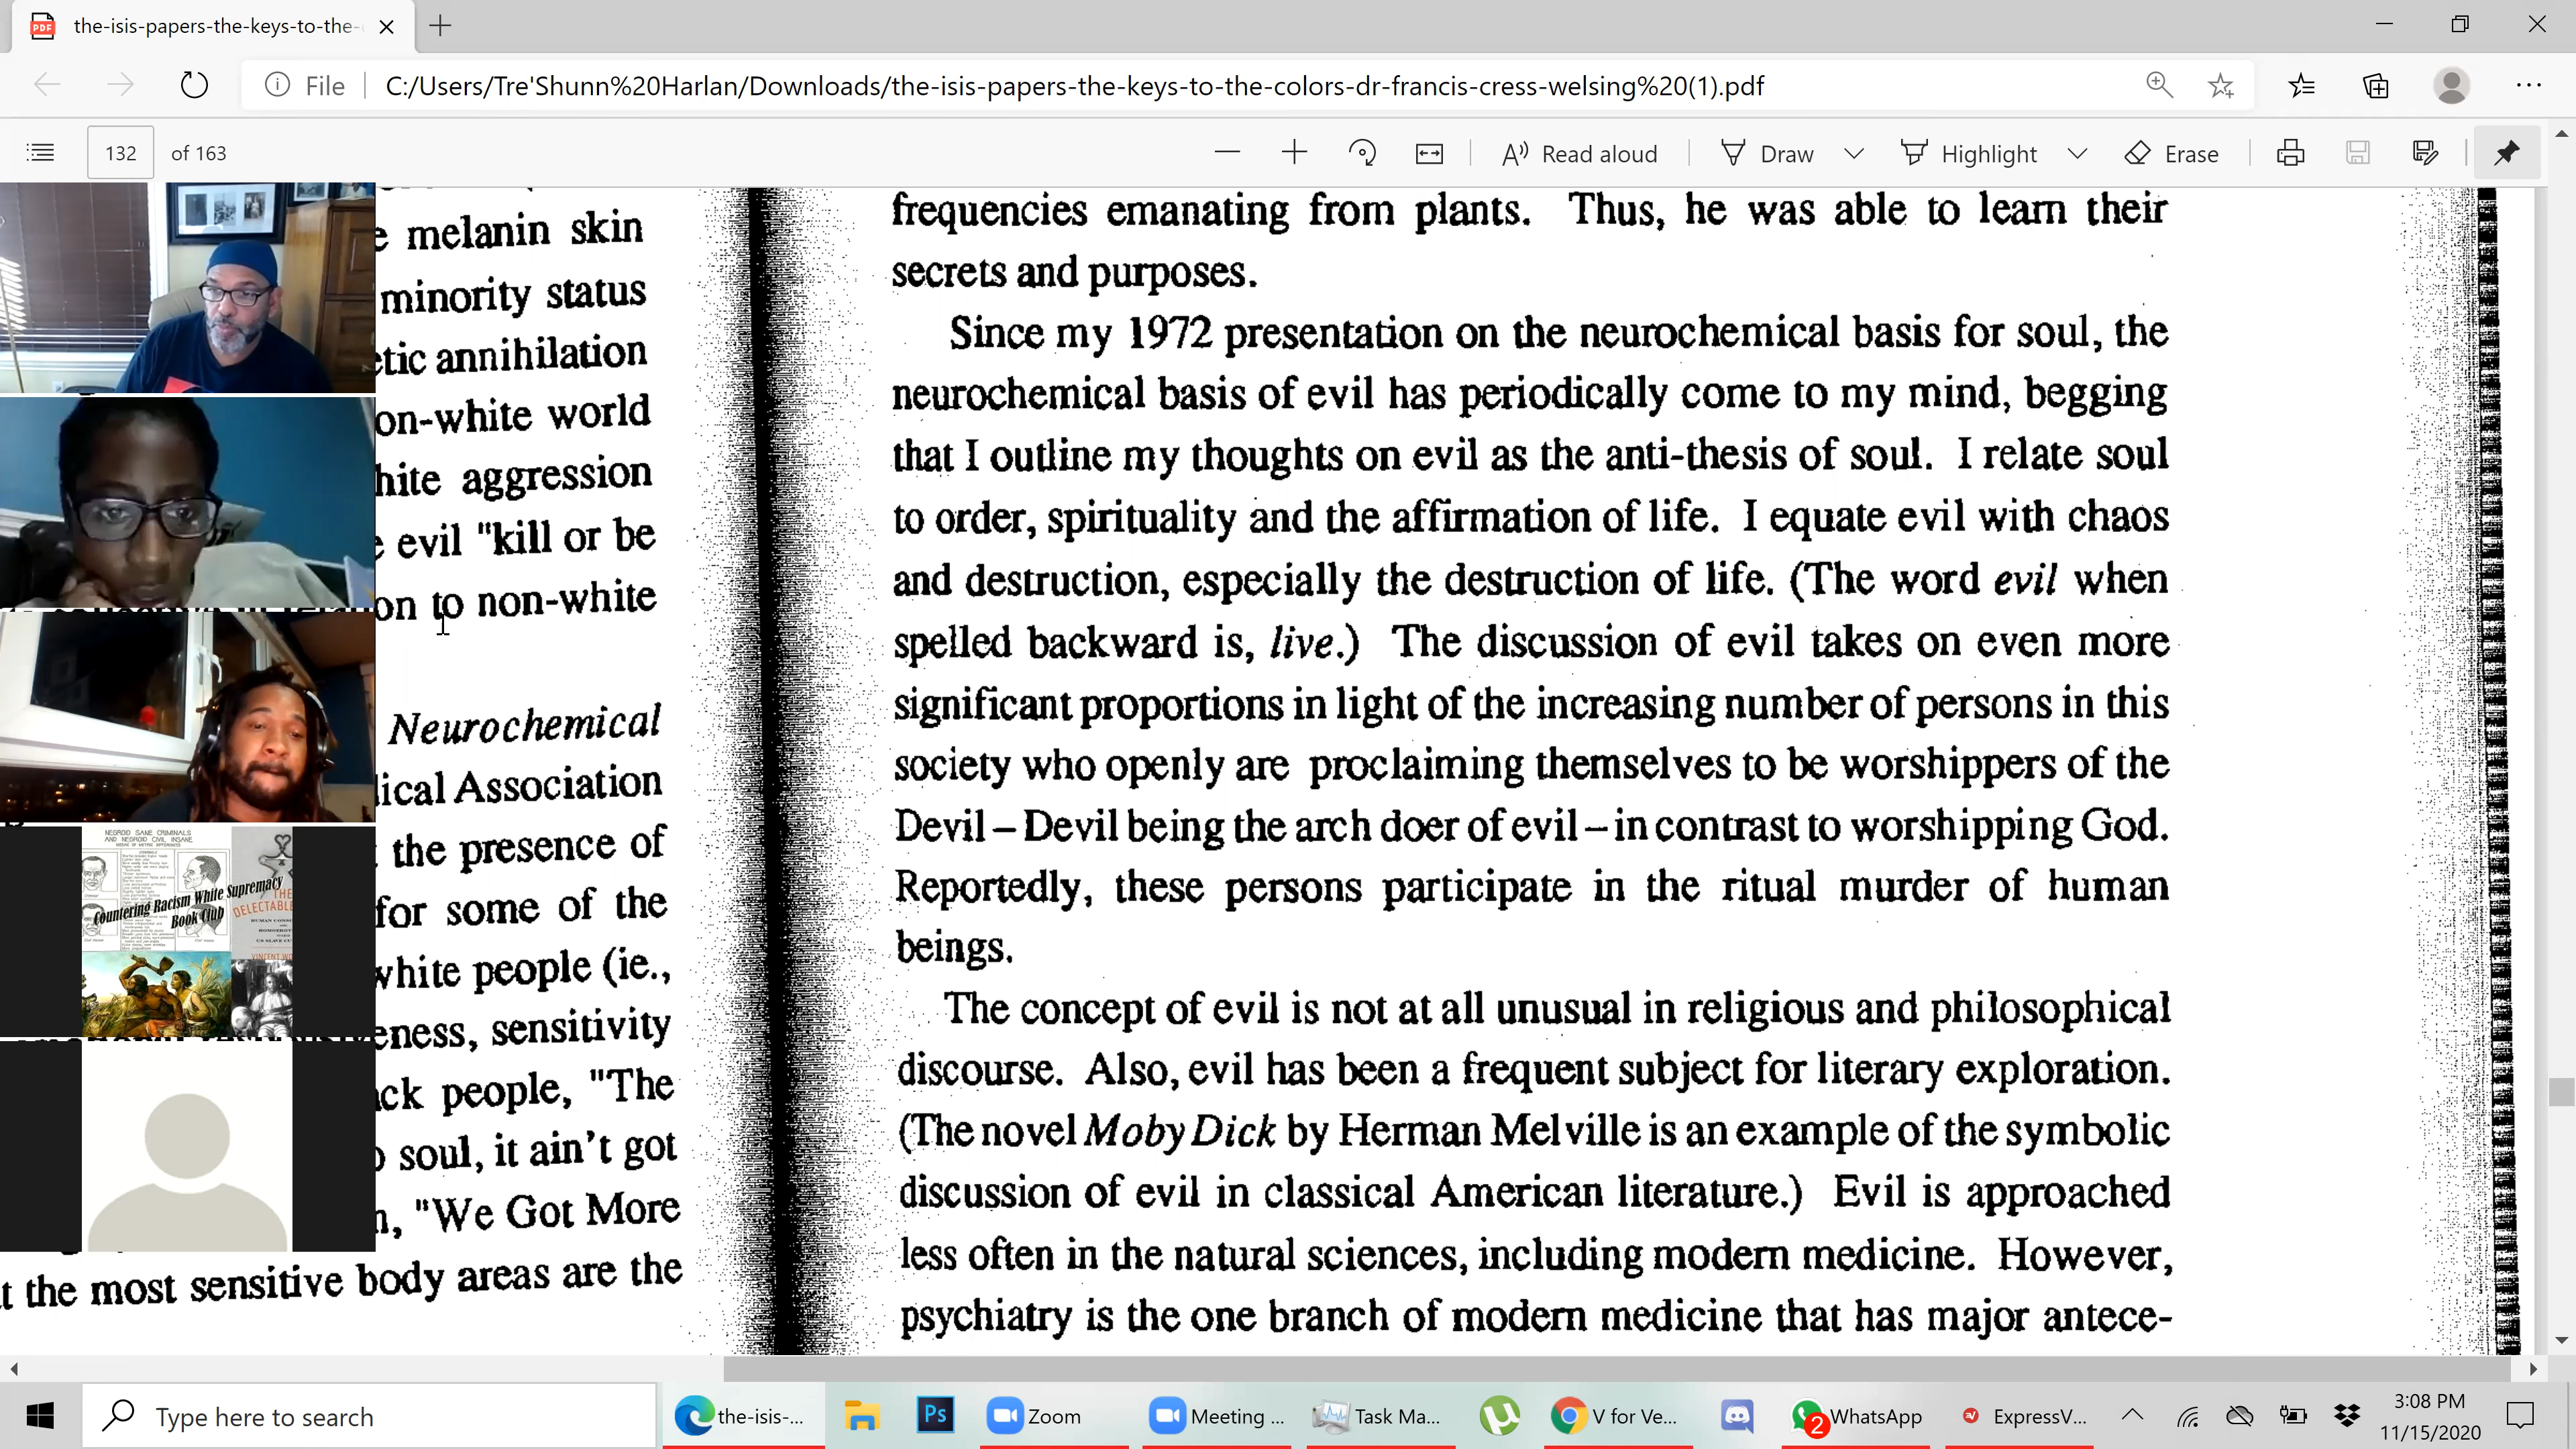 the-isis-papers-the-keys-to-the-
File
C:/Users/Tre'Shunn%20Harlan/Downloads/the-isis-papers-the-keys-to-the-colors-dr-francis-cress-welsing%20(1).pdf
132 of 163
Read aloud
Draw
Highlight
Erase
melanin skin
minority status
etic annihilation
on-white world
hite aggression
evil "kill or be
on to non-white
Neurochemical
ical Association
the presence of
for some of the
white people (ie.,
eness, sensitivity
ack people, "The
soul, it ain't got
"We Got More
the most sensitive body areas are the
frequencies emanating from plants. Thus, he was able to learn their
secrets and purposes.
Since my 1972 presentation on the neurochemical basis for soul, the
neurochemical basis of evil has periodically come to my mind, begging
that I outline my thoughts on evil as the anti-thesis of soul. I relate soul
to order, spirituality and the affirmation of life. I equate evil with chaos
and destruction, especially the destruction of life. (The word evil when
spelled backward is, live.) The discussion of evil takes on even more
significant proportions in light of the increasing number of persons in this
society who openly are proclaiming themselves to be worshippers of the
Devil – Devil being the arch doer of evil – in contrast to worshipping God.
Reportedly, these persons participate in the ritual murder of human
beings.
The concept of evil is not at all unusual in religious and philosophical
discourse. Also, evil has been a frequent subject for literary exploration.
(The novel Moby Dick by Herman Melville is an example of the symbolic
discussion of evil in classical American literature.) Evil is approached
less often in the natural sciences, including modern medicine. However,
psychiatry is the one branch of modern medicine that has major antece-
NEGROID SANE CRIMINALS
AND NEGROID CIVIL INSANE
Countering Racism White Supremacy
Book Club
THE
DELECTABLE
Type here to search
the-isis-...
Ps
Zoom
Meeting ...
Task Ma...
V for Ve...
2
WhatsApp
ExpressV...
3:08 PM
11/15/2020